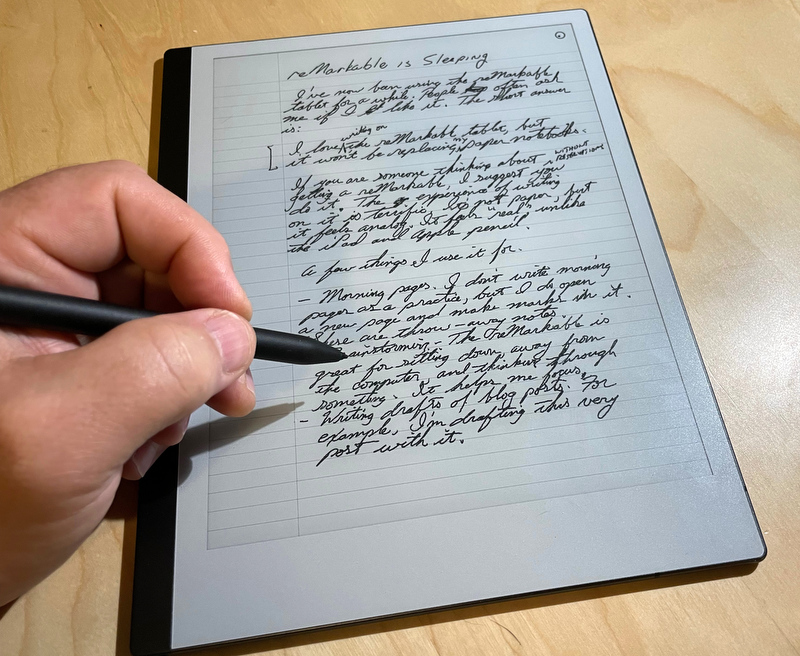 reMarkable is Sleeping
I've now been using the reMarkable
tablet for a while. People often ask
me if I like it. The short answer
is:
I love writing on the reMarkable tablet, but
it won't be replacing my paper notebooks.
If you are someone thinking about
getting a reMarkable, I suggest you WITHOUT
do it. The experience of writing
on it is terrific. It's not paper, but
it feels analog. It feels "real" unlike
the iPad and Apple pencil.
A few things I use it for.
- Morning pages. I don't write morning
pages as a practice, but I do open
a new page and make marks in it.
These are throw-away notes.
Brainstorming - The reMarkable is
great for sitting down, away from
the computer, and thinking through
something. It helps me focus.
- Writing drafts of blog posts. For
example, I'm drafting this very
post with it.